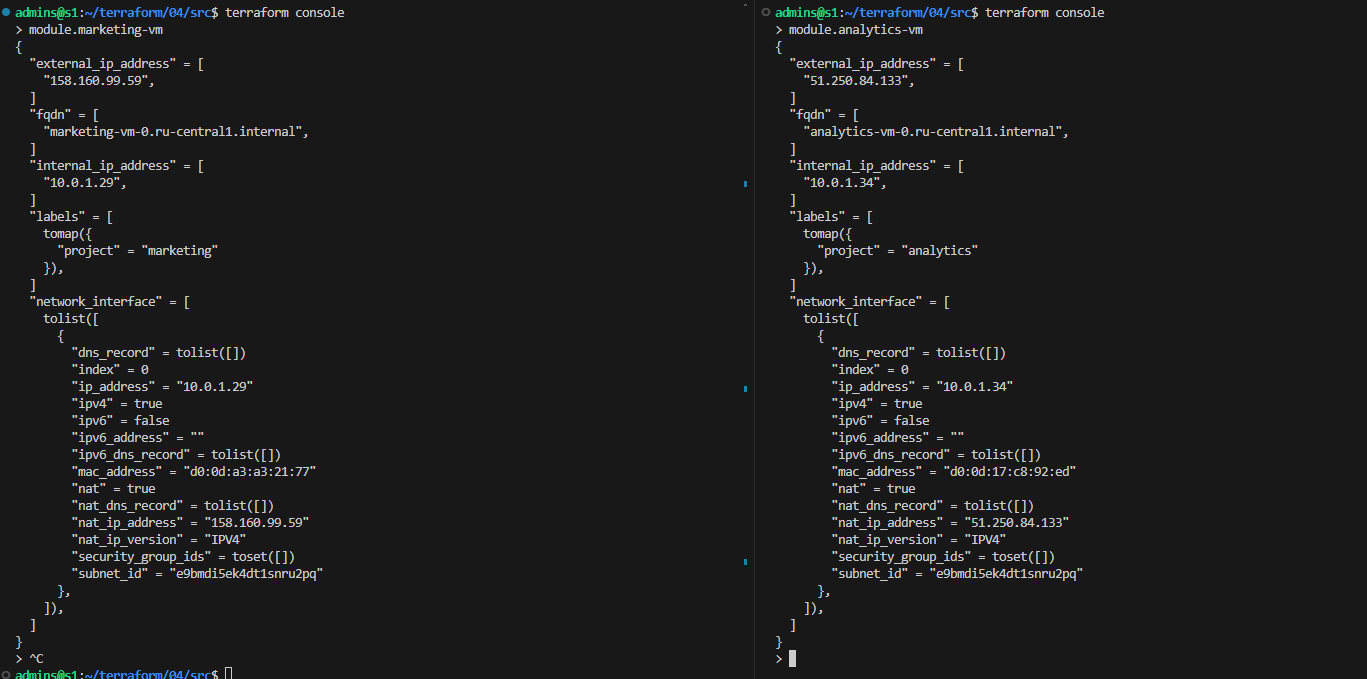 admins@s1:~/terraform/04/src$ terraform console
> module.marketing-vm
{
  "external_ip_address" = [
    "158.160.99.59",
  ]
  "fqdn" = [
    "marketing-vm-0.ru-central1.internal",
  ]
  "internal_ip_address" = [
    "10.0.1.29",
  ]
  "labels" = [
    tomap({
      "project" = "marketing"
    }),
  ]
  "network_interface" = [
    tolist([
      {
        "dns_record" = tolist([])
        "index" = 0
        "ip_address" = "10.0.1.29"
        "ipv4" = true
        "ipv6" = false
        "ipv6_address" = ""
        "ipv6_dns_record" = tolist([])
        "mac_address" = "d0:0d:a3:a3:21:77"
        "nat" = true
        "nat_dns_record" = tolist([])
        "nat_ip_address" = "158.160.99.59"
        "nat_ip_version" = "IPV4"
        "security_group_ids" = toset([])
        "subnet_id" = "e9bmdi5ek4dt1snru2pq"
      },
    ]),
  ]
}
> ^C
admins@s1:~/terraform/04/src$
admins@s1:~/terraform/04/src$ terraform console
> module.analytics-vm
{
  "external_ip_address" = [
    "51.250.84.133",
  ]
  "fqdn" = [
    "analytics-vm-0.ru-central1.internal",
  ]
  "internal_ip_address" = [
    "10.0.1.34",
  ]
  "labels" = [
    tomap({
      "project" = "analytics"
    }),
  ]
  "network_interface" = [
    tolist([
      {
        "dns_record" = tolist([])
        "index" = 0
        "ip_address" = "10.0.1.34"
        "ipv4" = true
        "ipv6" = false
        "ipv6_address" = ""
        "ipv6_dns_record" = tolist([])
        "mac_address" = "d0:0d:17:c8:92:ed"
        "nat" = true
        "nat_dns_record" = tolist([])
        "nat_ip_address" = "51.250.84.133"
        "nat_ip_version" = "IPV4"
        "security_group_ids" = toset([])
        "subnet_id" = "e9bmdi5ek4dt1snru2pq"
      },
    ]),
  ]
}
>